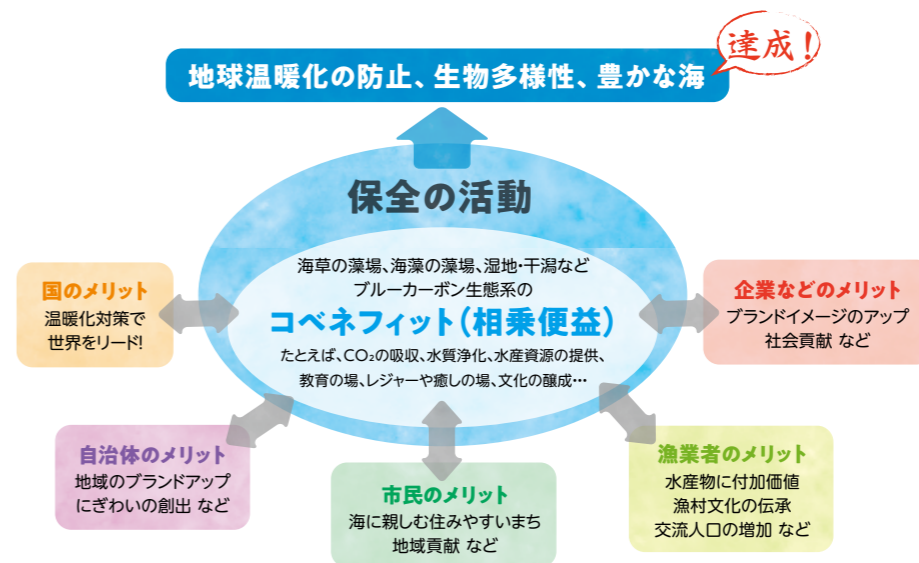 達成！
地球温暖化の防止、生物多様性、豊かな海
保全の活動
海草の藻場、海藻の藻場、湿地・干潟など
ブルーカーボン生態系の
コベネフィット（相乗便益）
たとえば、CO₂の吸収、水質浄化、水産資源の提供、
教育の場、レジャーや癒しの場、文化の醸成…
国のメリット
温暖化対策で
世界をリード!
企業などのメリット
ブランドイメージのアップ
社会貢献 など
自治体のメリット
地域のブランドアップ
にぎわいの創出 など
市民のメリット
海に親しむ住みやすいまち
地域貢献 など
漁業者のメリット
水産物に付加価値
漁村文化の伝承
交流人口の増加 など